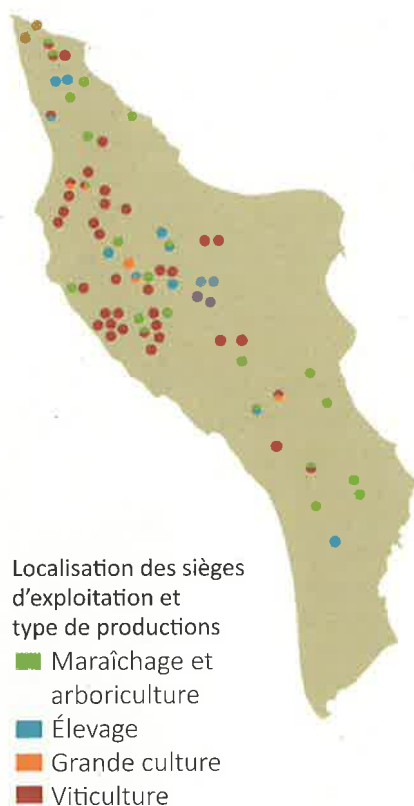 Localisation des sièges
d'exploitation et
type de productions
Maraîchage et
arboriculture
Élevage
Grande culture
Viticulture